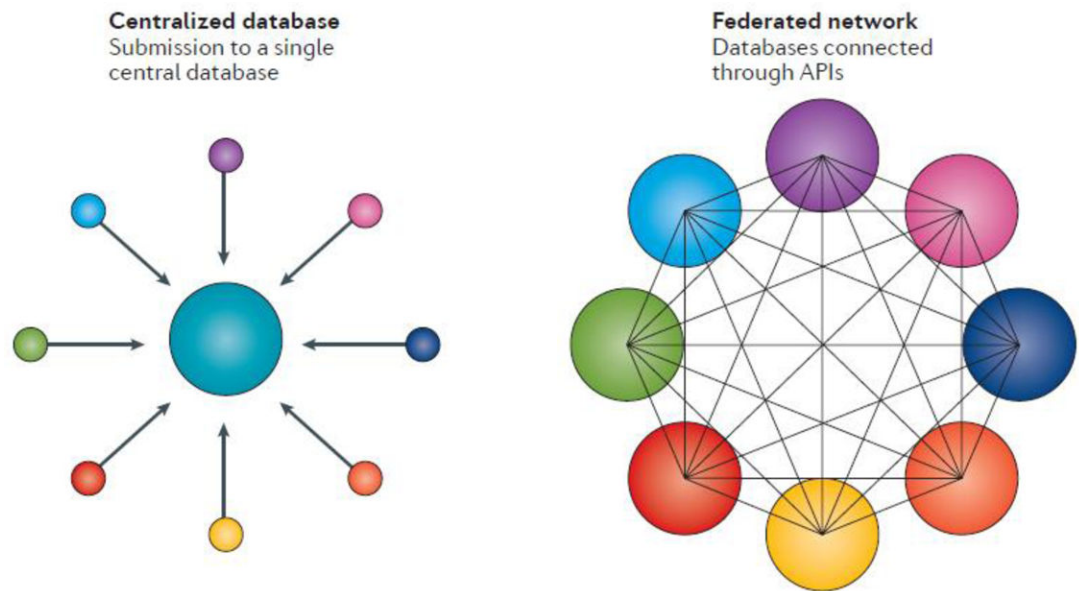 Centralized database
Submission to a single
central database
Federated network
Databases connected
through APIs